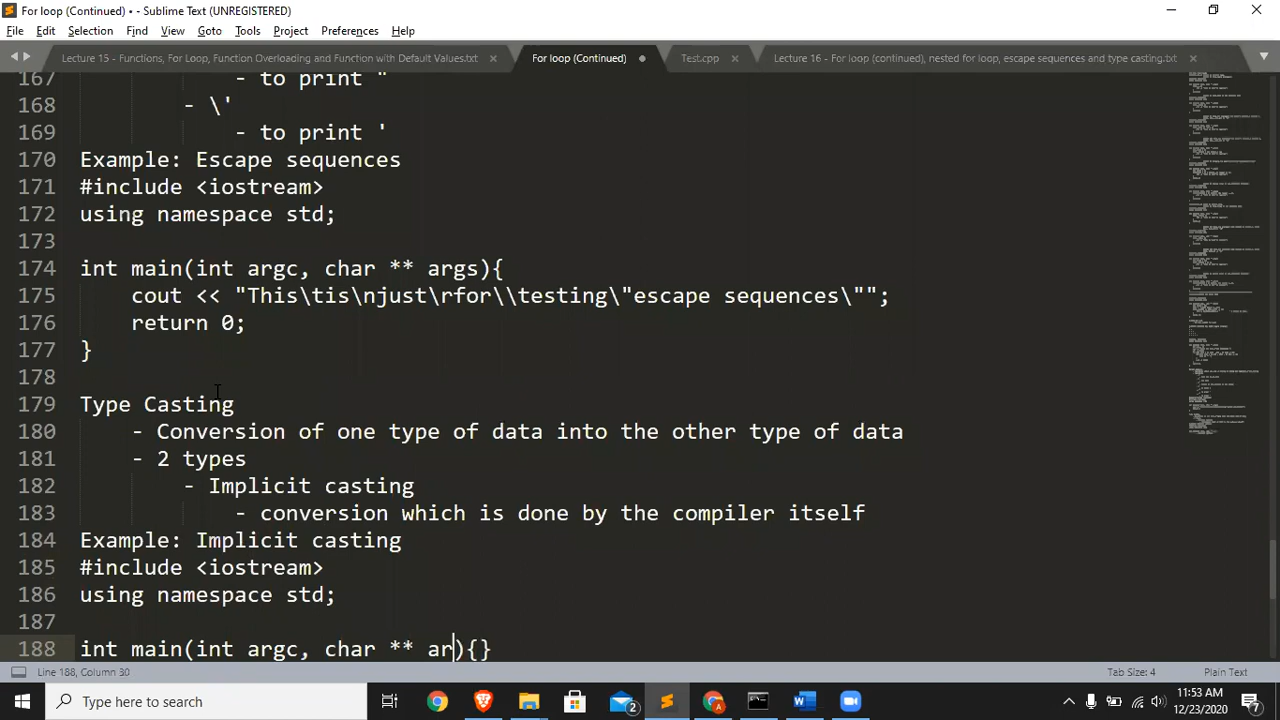 For loop (Continued) • - Sublime Text (UNREGISTERED)
File Edit Selection Find View Goto Tools Project Preferences Help
Lecture 15 - Functions, For Loop, Function Overloading and Function with Default Values.txt For loop (Continued) Test.cpp Lecture 16 - For loop (continued), nested for loop, escape sequences and type casting.txt
167 - to print "
168 - \'
169 - to print '
170 Example: Escape sequences
171 #include <iostream>
172 using namespace std;
173
174 int main(int argc, char ** args){
175 cout << "This\tis\njust\rfor\\testing\"escape sequences\"";
176 return 0;
177 }
178
179 Type Casting
180 - Conversion of one type of data into the other type of data
181 - 2 types
182 - Implicit casting
183 - conversion which is done by the compiler itself
184 Example: Implicit casting
185 #include <iostream>
186 using namespace std;
187
188 int main(int argc, char ** ar){}
Line 188, Column 30 Tab Size: 4 Plain Text
Type here to search 2 11:53 AM
12/23/2020 7